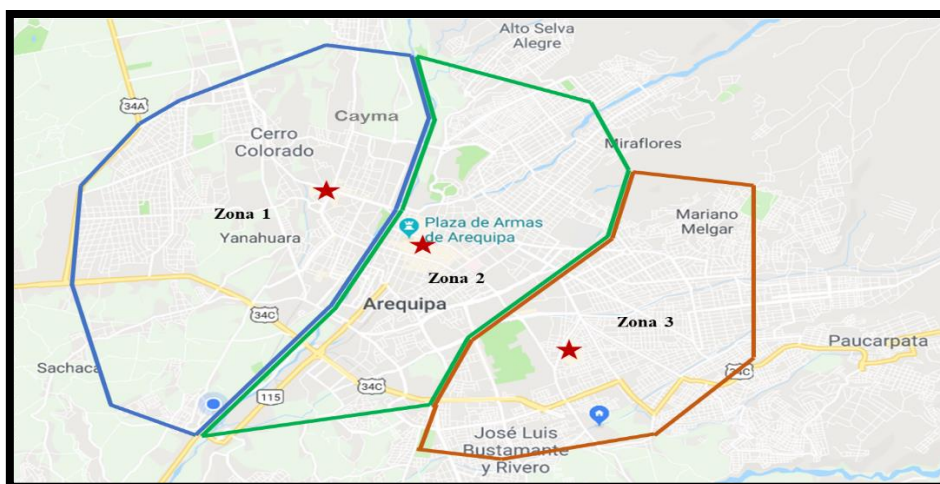 Alto Selva
Alegre
34A
Cayma
Cerro
Colorado
Miraflores
Zona 1
Yanahuara
Plaza de Armas
de Arequipa
Mariano
Melgar
Zona 2
Arequipa
34C
Zona 3
Sachaca
Paucarpata
34C
34C
115
José Luis
Bustamante
y Rivero